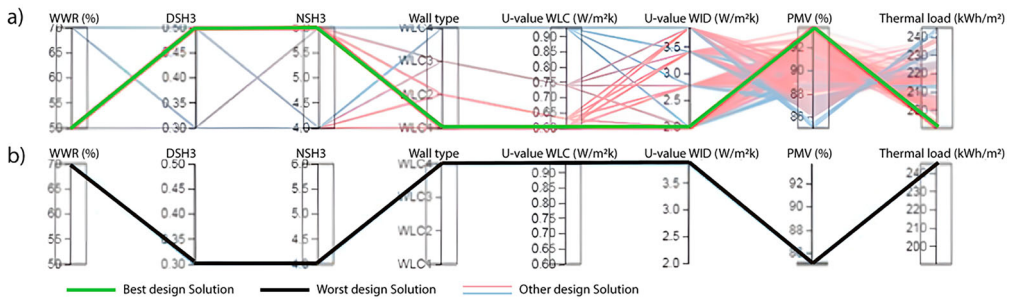 a)
WWR (%) DSH3 NSH3 Wall type U-value WLC (W/m²k) U-value WID (W/m²k) PMV (%) Thermal load (kWh/m²)
70 0.50 6.0 WLC4 0.90 240
65 0.45 5.5 WLC3 0.85 3.5 92 230
60 0.40 5.0 0.80 3.0 90 220
0.75 210
55 0.35 4.5 WLC2 0.70 2.5 88 200
0.65 86
50 0.30 4.0 WLC1 0.60 2.0 190
b)
WWR (%) DSH3 NSH3 Wall type U-value WLC (W/m²k) U-value WID (W/m²k) PMV (%) Thermal load (kWh/m²)
70 0.50 6.0 WLC4 240
65 0.45 5.5 WLC3 0.90 3.5 92 230
0.85
60 0.40 5.0 0.80 3.0 90 220
0.75 210
55 0.35 4.5 WLC2 0.70 2.5 88 200
0.65 86
50 0.30 4.0 WLC1 0.60 2.0 190
Best design Solution Worst design Solution Other design Solution